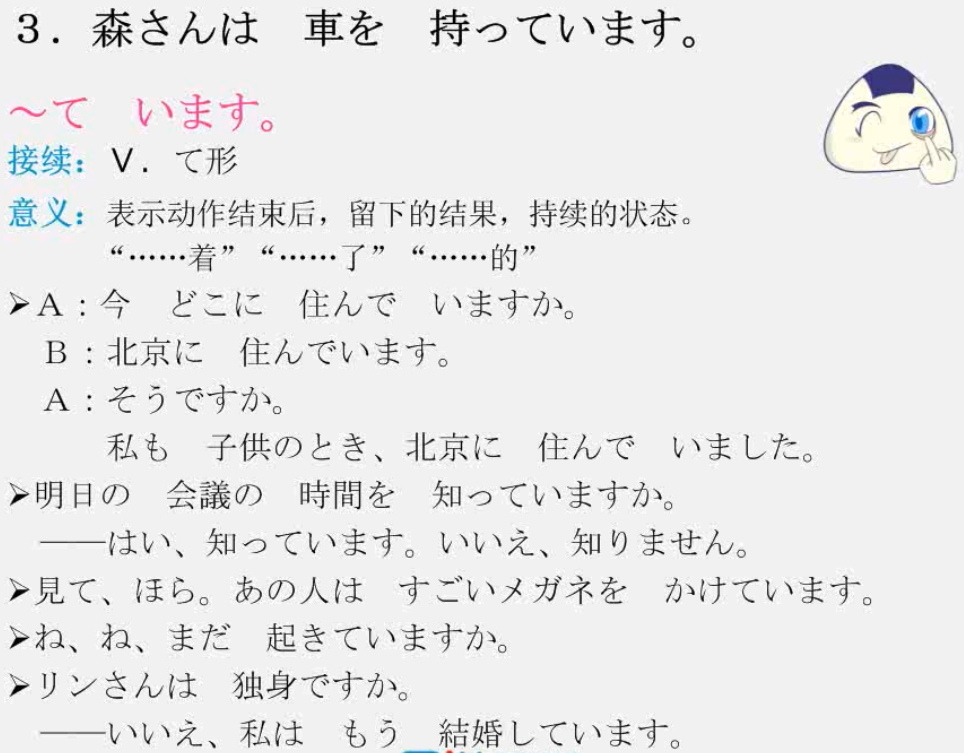 3．森さんは　車を　持っています。
～て　います。
接续：Ｖ．て形
意义：表示动作结束后，留下的结果，持续的状态。
“……着”“……了”“……的”
➢Ａ：今　どこに　住んで　いますか。
Ｂ：北京に　住んでいます。
Ａ：そうですか。
私も　子供のとき、北京に　住んで　いました。
➢明日の　会議の　時間を　知っていますか。
——はい、知っています。いいえ、知りません。
➢見て、ほら。あの人は　すごいメガネを　かけています。
➢ね、ね、まだ　起きていますか。
➢リンさんは　独身ですか。
——いいえ、私は　もう　結婚しています。